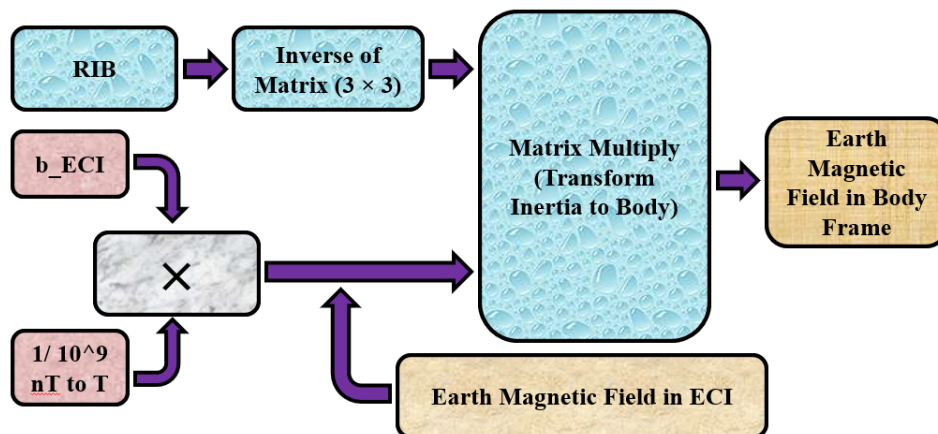 RIB
Inverse of
Matrix (3 × 3)
b_ECI
×
1/ 10^9
nT to T
Matrix Multiply
(Transform
Inertia to Body)
Earth
Magnetic
Field in Body
Frame
Earth Magnetic Field in ECI